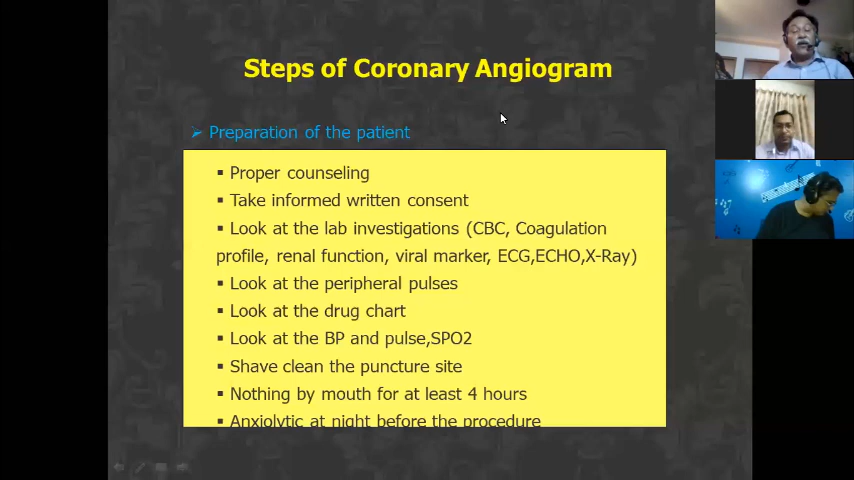 Steps of Coronary Angiogram
Preparation of the patient
Proper counseling
Take informed written consent
Look at the lab investigations (CBC, Coagulation
profile, renal function, viral marker, ECG,ECHO,X-Ray)
Look at the peripheral pulses
Look at the drug chart
Look at the BP and pulse,SPO2
Shave clean the puncture site
Nothing by mouth for at least 4 hours
Anxiolytic at night before the procedure